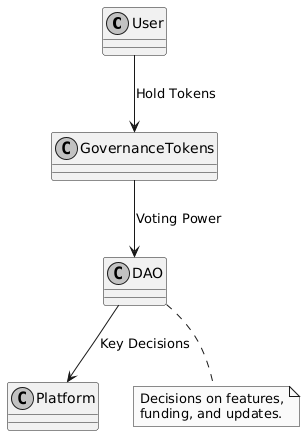 C User
Hold Tokens
C GovernanceTokens
Voting Power
C DAO
Key Decisions
C Platform
Decisions on features,
funding, and updates.